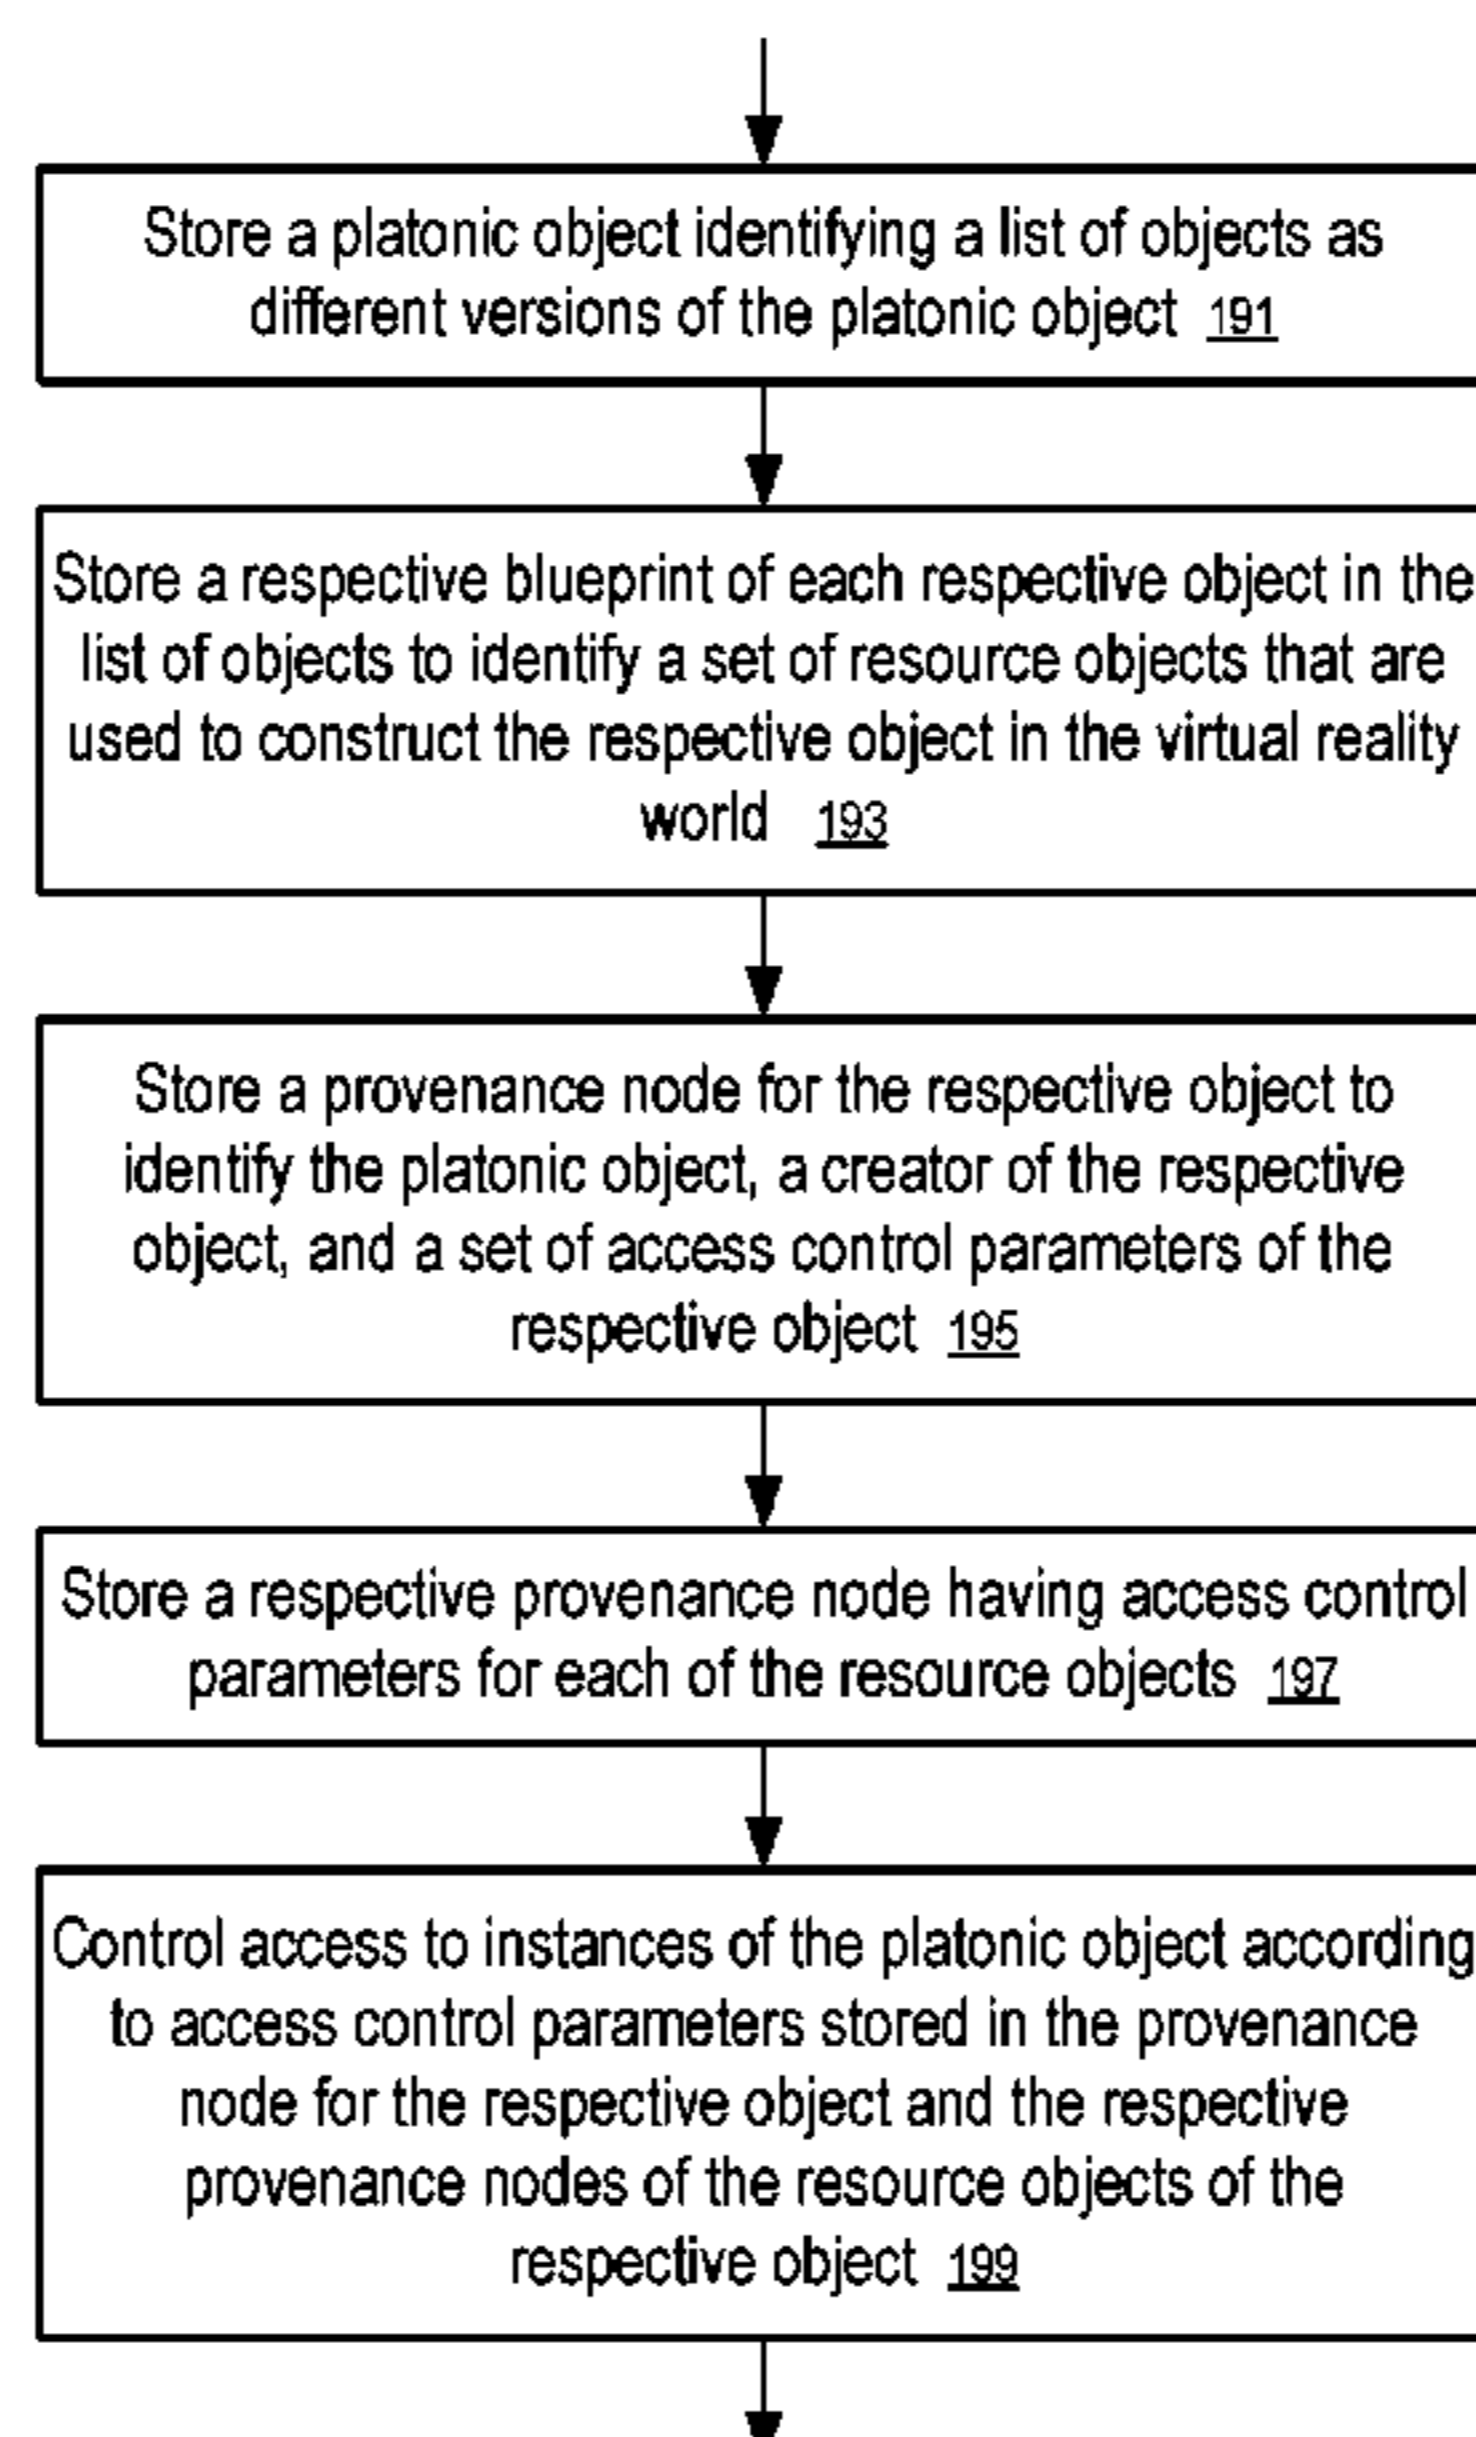 Store a platonic object identifying a list of objects as
different versions of the platonic object 191
Store a respective blueprint of each respective object in the
list of objects to identify a set of resource objects that are
used to construct the respective object in the virtual reality
world 193
Store a provenance node for the respective object to
identify the platonic object, a creator of the respective
object, and a set of access control parameters of the
respective object 195
Store a respective provenance node having access control
parameters for each of the resource objects 197
Control access to instances of the platonic object according
to access control parameters stored in the provenance
node for the respective object and the respective
provenance nodes of the resource objects of the
respective object 199